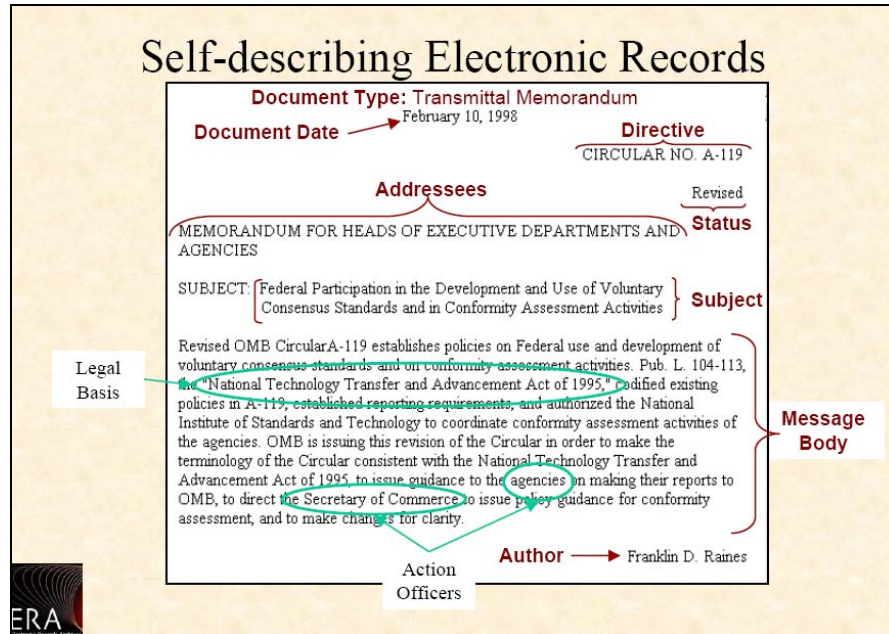 Self-describing Electronic Records
Document Type: Transmittal Memorandum
February 10, 1998
Document Date
Directive
CIRCULAR NO. A-119
Addressees
Revised
Status
MEMORANDUM FOR HEADS OF EXECUTIVE DEPARTMENTS AND
AGENCIES
SUBJECT: Federal Participation in the Development and Use of Voluntary
Consensus Standards and in Conformity Assessment Activities
Subject
Revised OMB CircularA-119 establishes policies on Federal use and development of
voluntary consensus standards and on conformity assessment activities. Pub. L. 104-113,
the "National Technology Transfer and Advancement Act of 1995," codified existing
policies in A-119, established reporting requirements, and authorized the National
Institute of Standards and Technology to coordinate conformity assessment activities of
the agencies. OMB is issuing this revision of the Circular in order to make the
terminology of the Circular consistent with the National Technology Transfer and
Advancement Act of 1995, to issue guidance to the agencies on making their reports to
OMB, to direct the Secretary of Commerce to issue policy guidance for conformity
assessment, and to make changes for clarity.
Legal
Basis
Message
Body
Author
Franklin D. Raines
Action
Officers
ERA